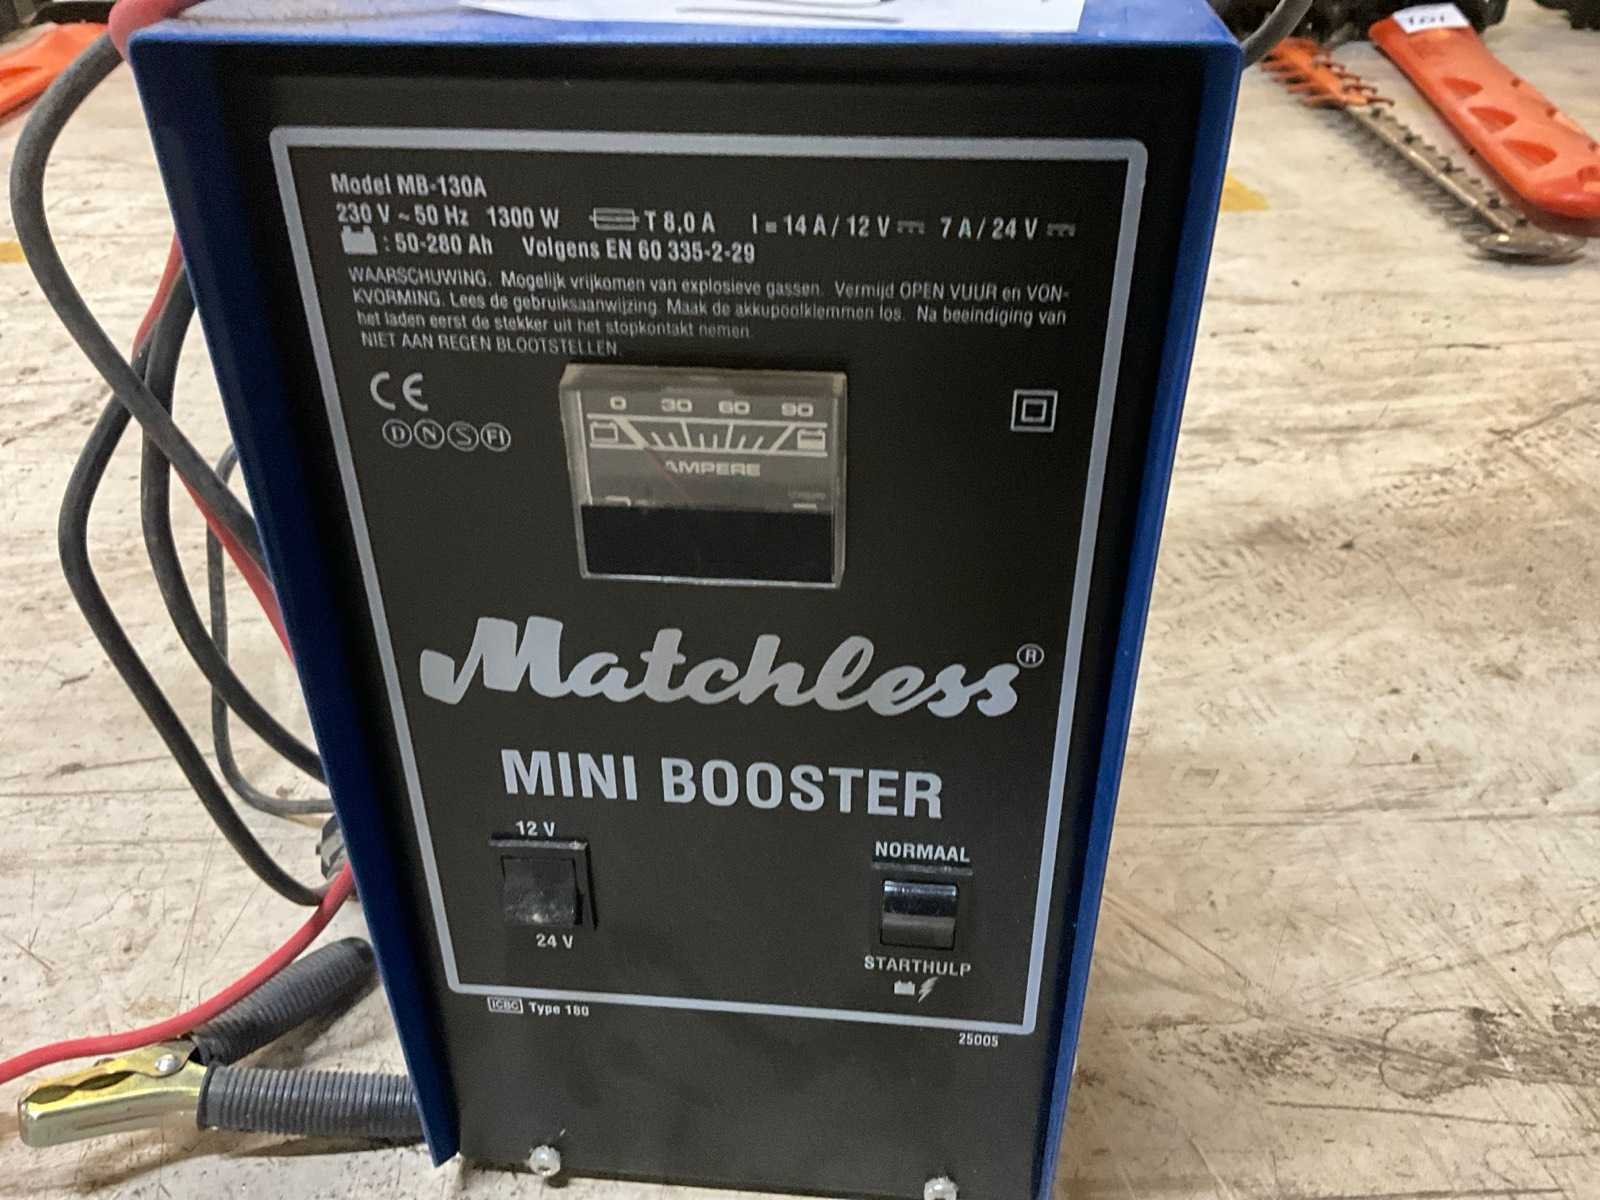 Model MB-130A
230 V ~ 50 Hz 1300 W T 8,0 A I = 14 A / 12 V 7 A / 24 V
: 50-280 Ah Volgens EN 60 335-2-29
WAARSCHUWING. Mogelijk vrijkomen van explosieve gassen. Vermijd OPEN VUUR en VON-
KVORMING. Lees de gebruiksaanwijzing. Maak de akkupoolklemmen los. Na beeindiging van
het laden eerst de stekker uit het stopkontakt nemen.
NIET AAN REGEN BLOOTSTELLEN.
CE
D N S FI
0 30 60 90
AMPERE
Matchless®
MINI BOOSTER
12 V
24 V
NORMAAL
STARTHULP
ICBC Type 180
25005